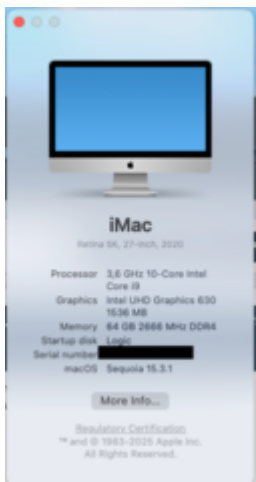 iMac
Retina 5K, 27-inch, 2020
Processor 3,6 GHz 10-Core Intel
Core i9
Graphics Intel UHD Graphics 630
1536 MB
Memory 64 GB 2666 MHz DDR4
Startup disk Logic
Serial number
macOS Sequoia 15.3.1
More Info...
Regulatory Certification
™ and © 1983-2025 Apple Inc.
All Rights Reserved.